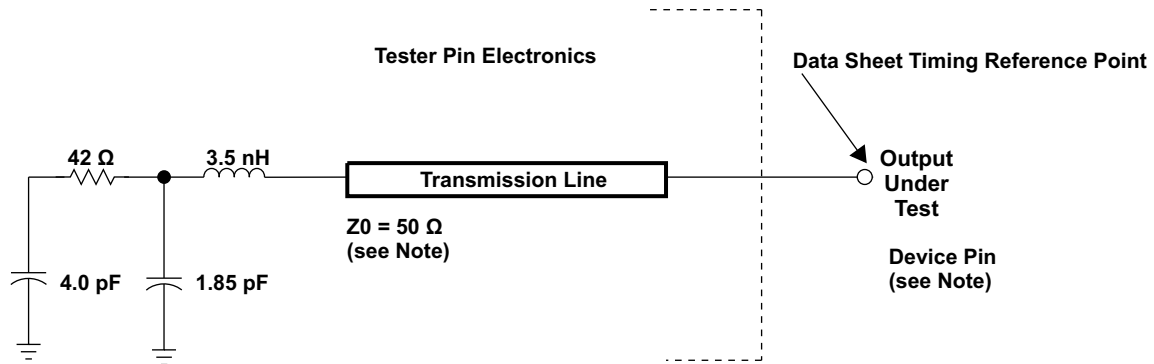 Tester Pin Electronics
Data Sheet Timing Reference Point
42 Ω
3.5 nH
Transmission Line
Output
Under
Test
Z0 = 50 Ω
(see Note)
Device Pin
(see Note)
4.0 pF
1.85 pF